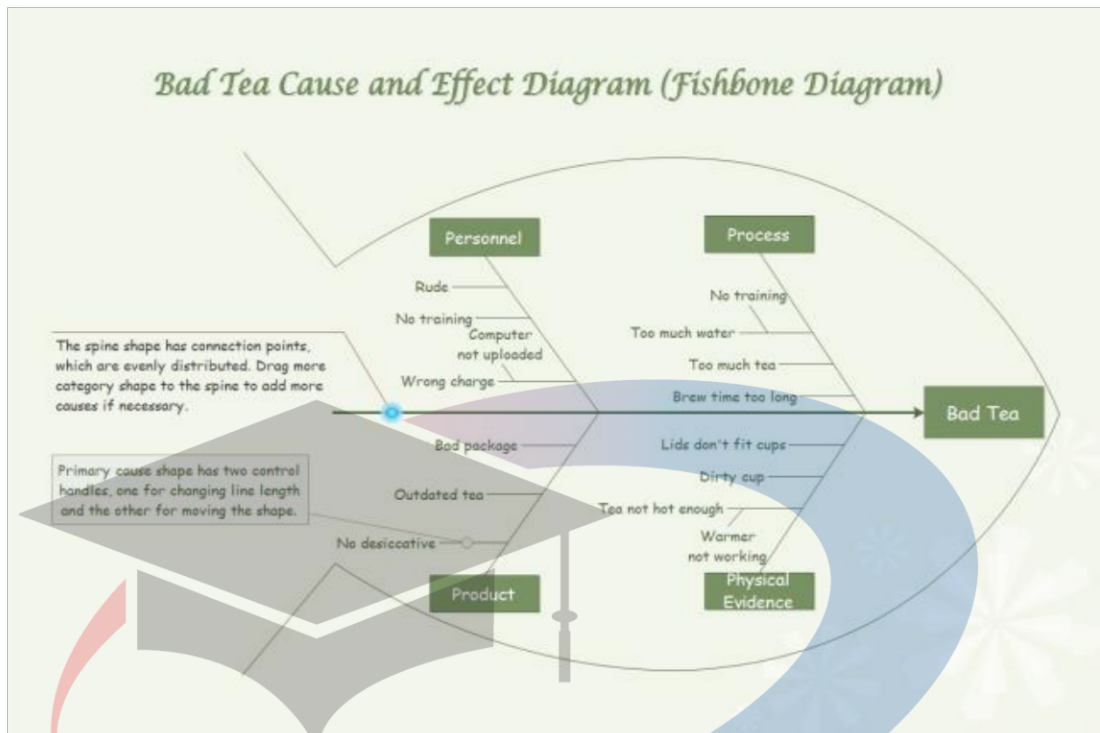 Bad Tea Cause and Effect Diagram (Fishbone Diagram)
Personnel
Process
Rude
No training
Computer
not uploaded
Wrong charge
No training
Too much water
Too much tea
Brew time too long
The spine shape has connection points,
which are evenly distributed. Drag more
category shape to the spine to add more
causes if necessary.
Bad Tea
Primary cause shape has two control
handles, one for changing line length
and the other for moving the shape.
Bad package
Outdated tea
No desiccative
Product
Lids don't fit cups
Dirty cup
Tea not hot enough
Warmer
not working
Physical
Evidence